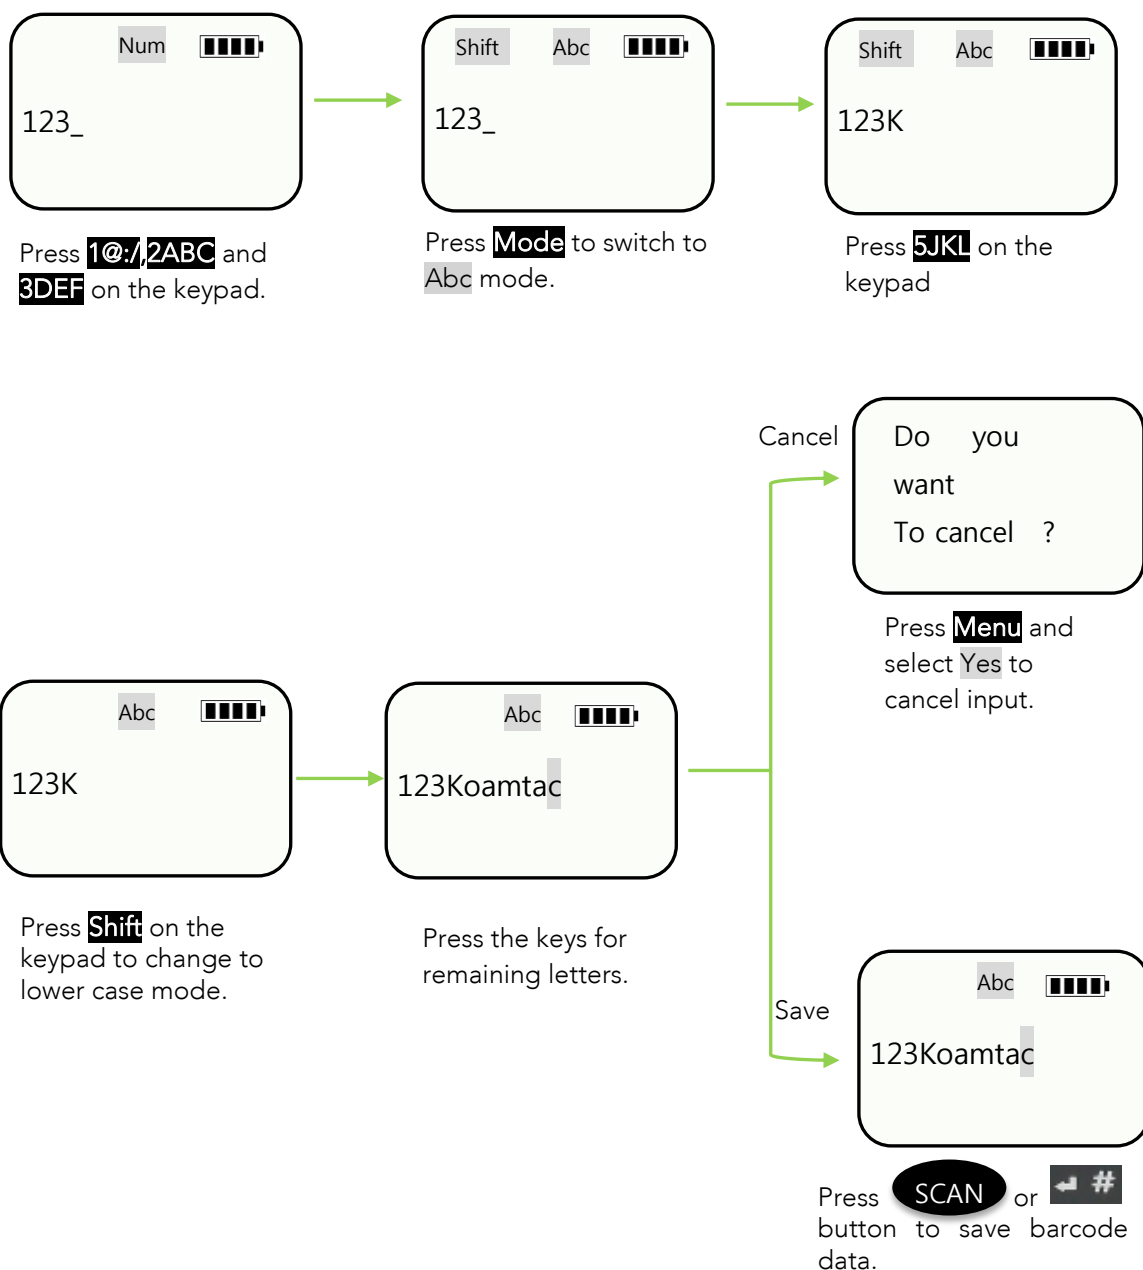 Num
123_
Press 1@:/,2ABC and
3DEF on the keypad.
Shift Abc
123_
Press Mode to switch to
Abc mode.
Shift Abc
123K
Press 5JKL on the
keypad
Cancel
Do you
want
To cancel ?
Press Menu and
select Yes to
cancel input.
Abc
123K
Press Shift on the
keypad to change to
lower case mode.
Abc
123Koamtac
Press the keys for
remaining letters.
Save
Abc
123Koamtac
Press SCAN or ↵ #
button to save barcode
data.